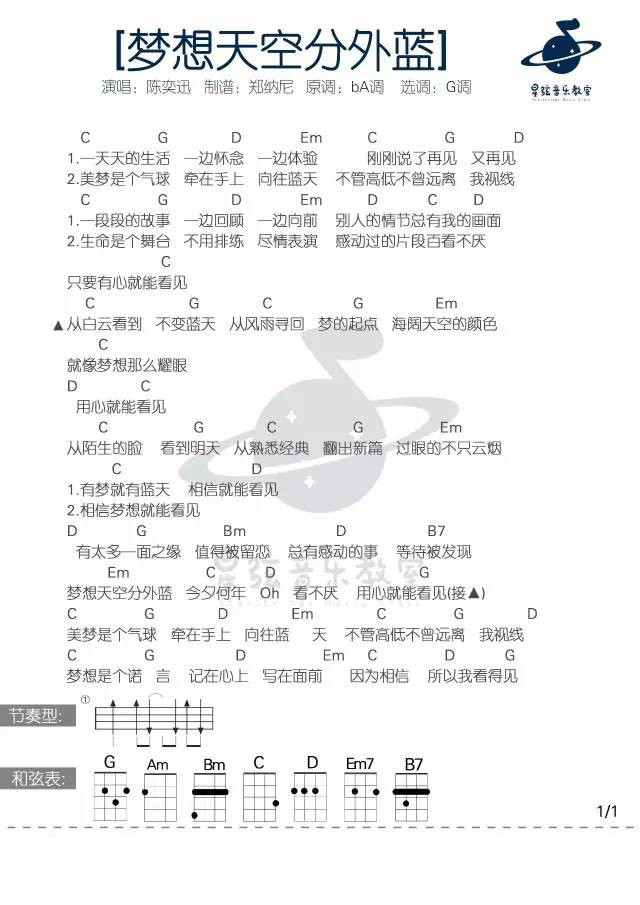 [梦想天空分外蓝]
演唱：陈奕迅 制谱：郑纳尼 原调：bA调 选调：G调
星弦音乐教室
C G D Em C G D
1.一天天的生活 一边怀念 一边体验 刚刚说了再见 又再见
2.美梦是个气球 牵在手上 向往蓝天 不管高低不曾远离 我视线
C G D Em D C D
1.一段段的故事 一边回顾 一边向前 别人的情节总有我的画面
2.生命是个舞台 不用排练 尽情表演 感动过的片段百看不厌
C
只要有心就能看见
C G C G Em
▲从白云看到 不变蓝天 从风雨寻回 梦的起点 海阔天空的颜色
C
就像梦想那么耀眼
D C
用心就能看见
C G C G Em
从陌生的脸 看到明天 从熟悉经典 翻出新篇 过眼的不只云烟
C D
1.有梦就有蓝天 相信就能看见
2.相信梦想就能看见
D G Bm D B7
有太多一面之缘 值得被留恋 总有感动的事 等待被发现
Em C D G
梦想天空分外蓝 今夕何年 Oh 看不厌 用心就能看见(接▲)
C G D Em C G D
美梦是个气球 牵在手上 向往蓝 天 不管高低不曾远离 我视线
C G D Em C D G
梦想是个诺 言 记在心上 写在面前 因为相信 所以我看得见
节奏型:
①
和弦表:
G Am Bm C D Em7 B7
1/1
星弦音乐教室